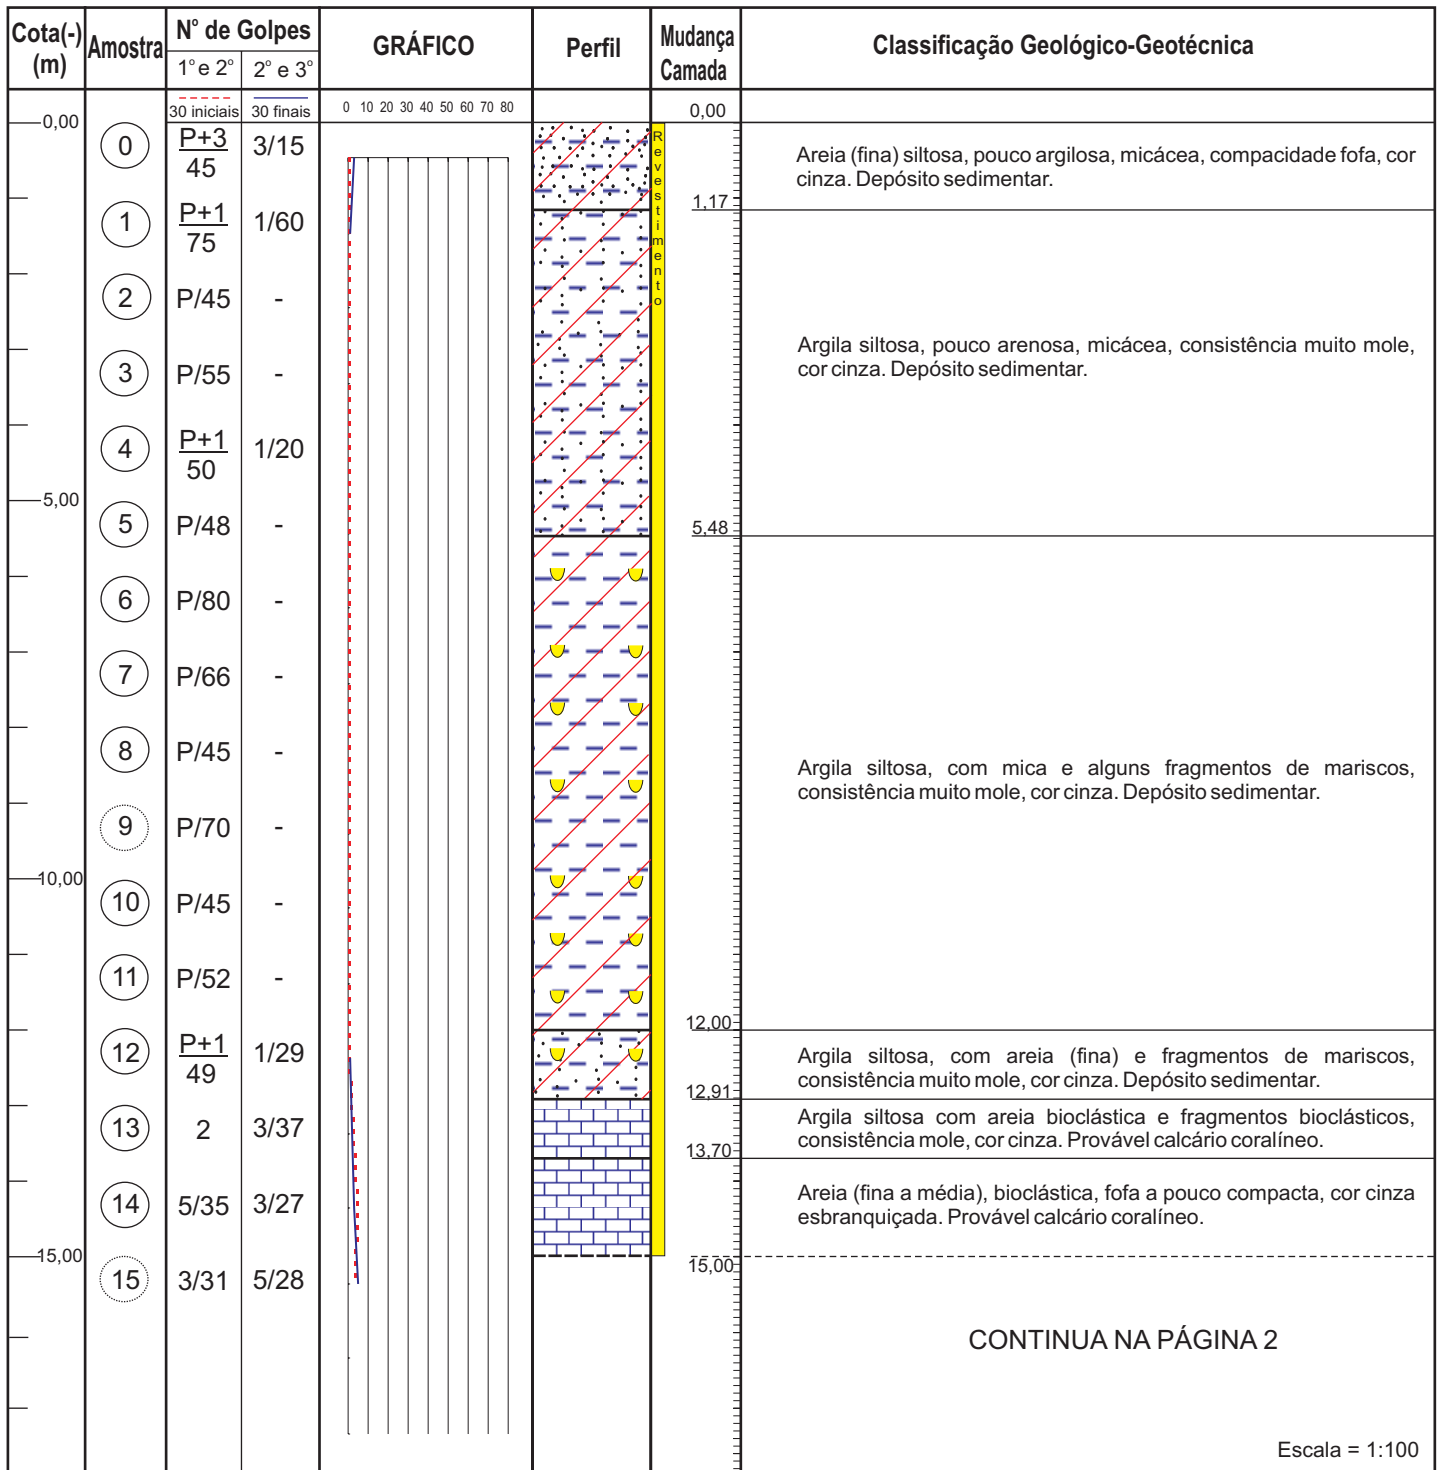 Cota(-)
(m)
Amostra
N° de Golpes
1° e 2°
2° e 3°
GRÁFICO
Perfil
Mudança
Camada
Classificação Geológico-Geotécnica
30 iniciais
30 finais
0 10 20 30 40 50 60 70 80
0,00
0,00
0
P+3
45
3/15
Revestimento
Areia (fina) siltosa, pouco argilosa, micácea, compacidade fofa, cor
cinza. Depósito sedimentar.
1,17
1
P+1
75
1/60
2
P/45
-
3
P/55
-
Argila siltosa, pouco arenosa, micácea, consistência muito mole,
cor cinza. Depósito sedimentar.
4
P+1
50
1/20
5,00
5
P/48
-
5,48
6
P/80
-
7
P/66
-
8
P/45
-
Argila siltosa, com mica e alguns fragmentos de mariscos,
consistência muito mole, cor cinza. Depósito sedimentar.
9
P/70
-
10,00
10
P/45
-
11
P/52
-
12,00
12
P+1
49
1/29
Argila siltosa, com areia (fina) e fragmentos de mariscos,
consistência muito mole, cor cinza. Depósito sedimentar.
12,91
13
2
3/37
Argila siltosa com areia bioclástica e fragmentos bioclásticos,
consistência mole, cor cinza. Provável calcário coralíneo.
13,70
14
5/35
3/27
Areia (fina a média), bioclástica, fofa a pouco compacta, cor cinza
esbranquiçada. Provável calcário coralíneo.
15,00
15,00
15
3/31
5/28
CONTINUA NA PÁGINA 2
Escala = 1:100